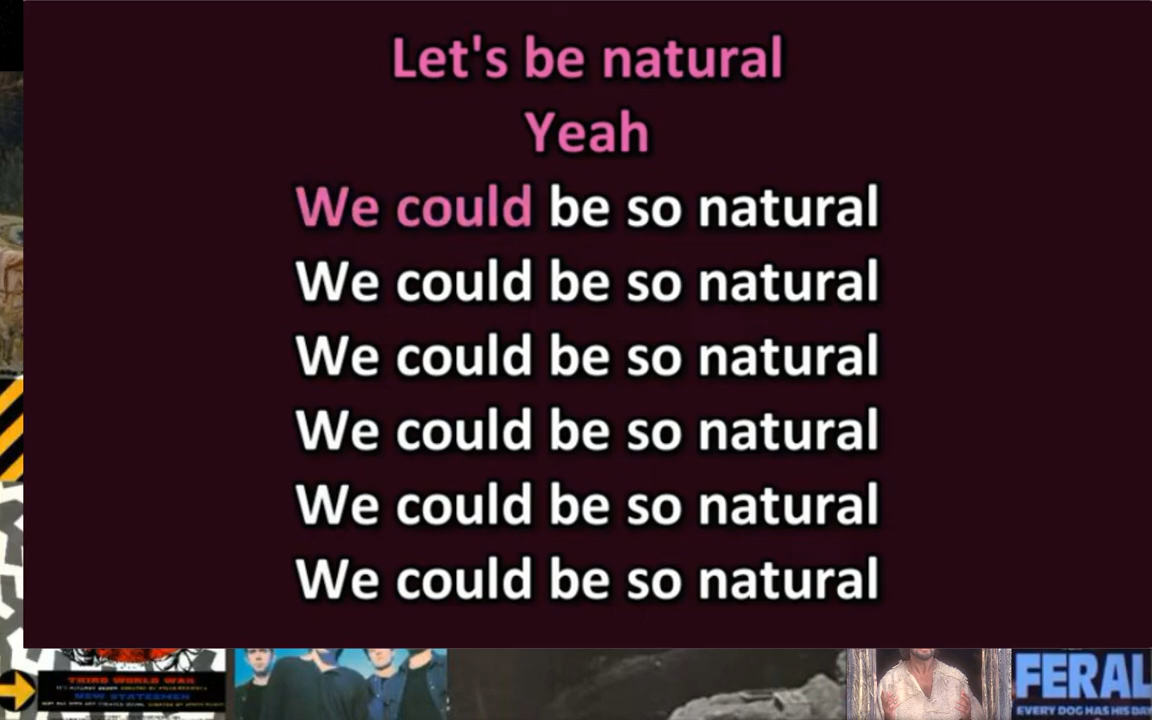 Let's be natural
Yeah
We could be so natural
We could be so natural
We could be so natural
We could be so natural
We could be so natural
We could be so natural
THIRD WORLD WAR
NEW STATESMEN
FERAL
EVERY DOG HAS HIS DAY